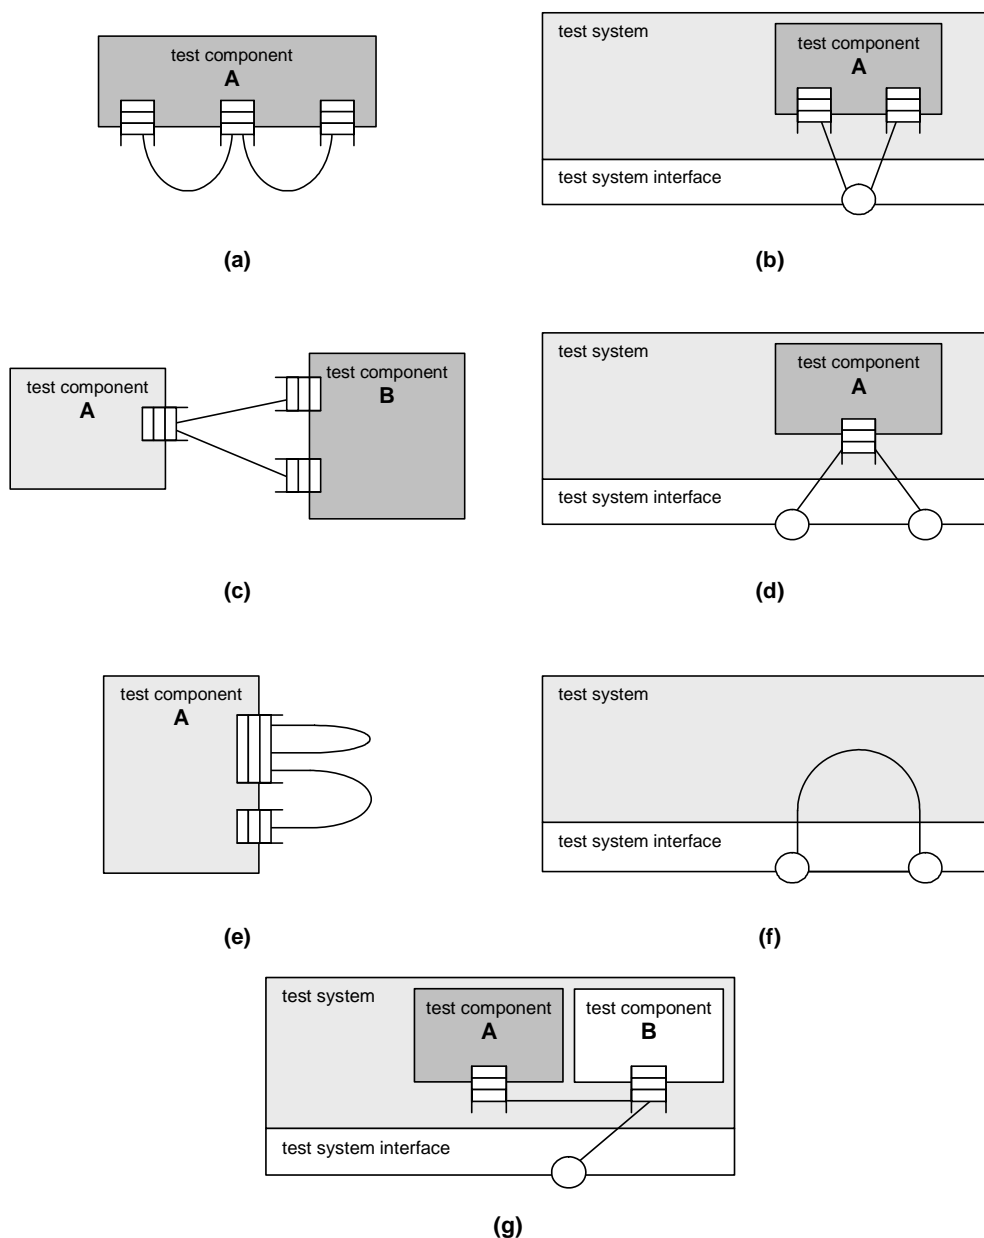 test component
A
(a)
test system
test component
A
test system interface
(b)
test component
A
test component
B
(c)
test system
test component
A
test system interface
(d)
test component
A
(e)
test system
test system interface
(f)
test system
test component
A
test component
B
test system interface
(g)